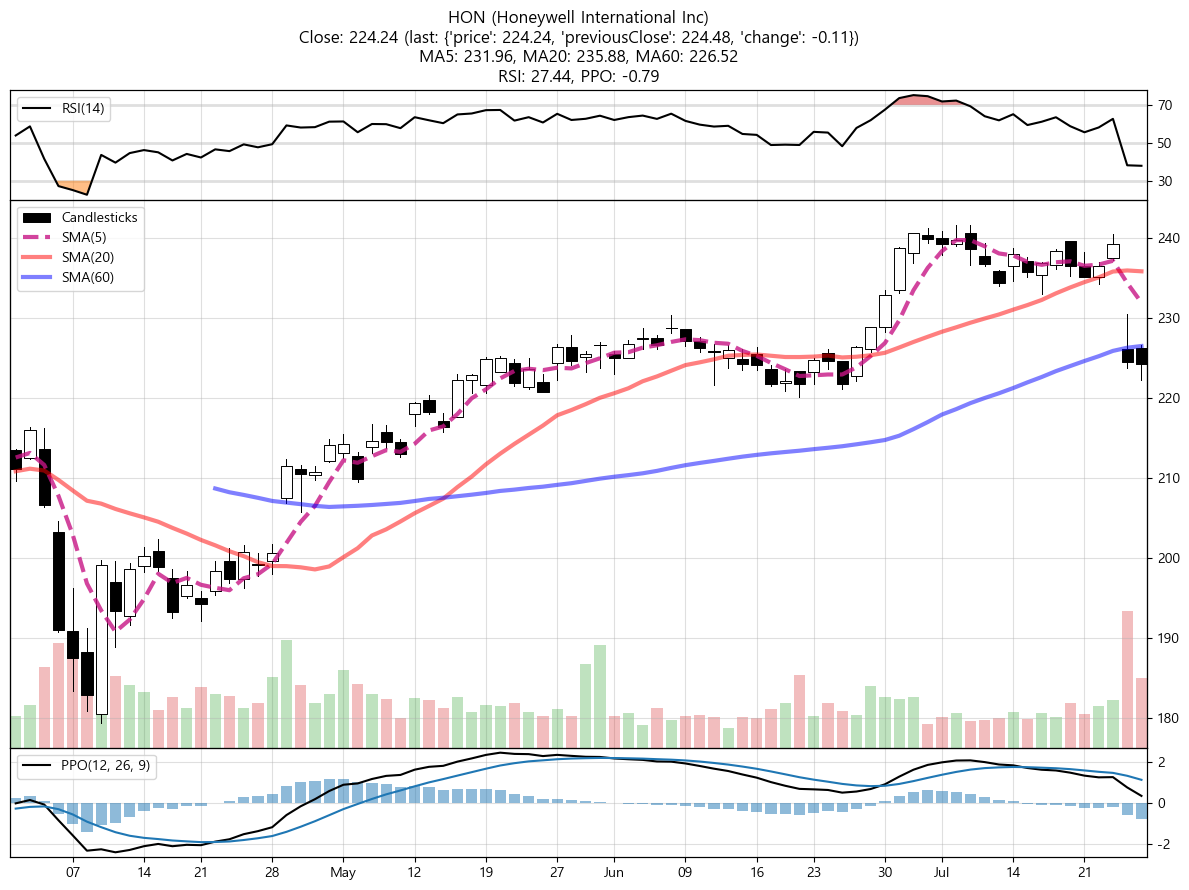 HON (Honeywell International Inc)
Close: 224.24 (last: {'price': 224.24, 'previousClose': 224.48, 'change': -0.11})
MA5: 231.96, MA20: 235.88, MA60: 226.52
RSI: 27.44, PPO: -0.79
RSI(14)
70
50
30
Candlesticks
SMA(5)
SMA(20)
SMA(60)
240
230
220
210
200
190
180
PPO(12, 26, 9)
2
0
-2
07 14 21 28 May 12 19 27 Jun 09 16 23 30 Jul 14 21